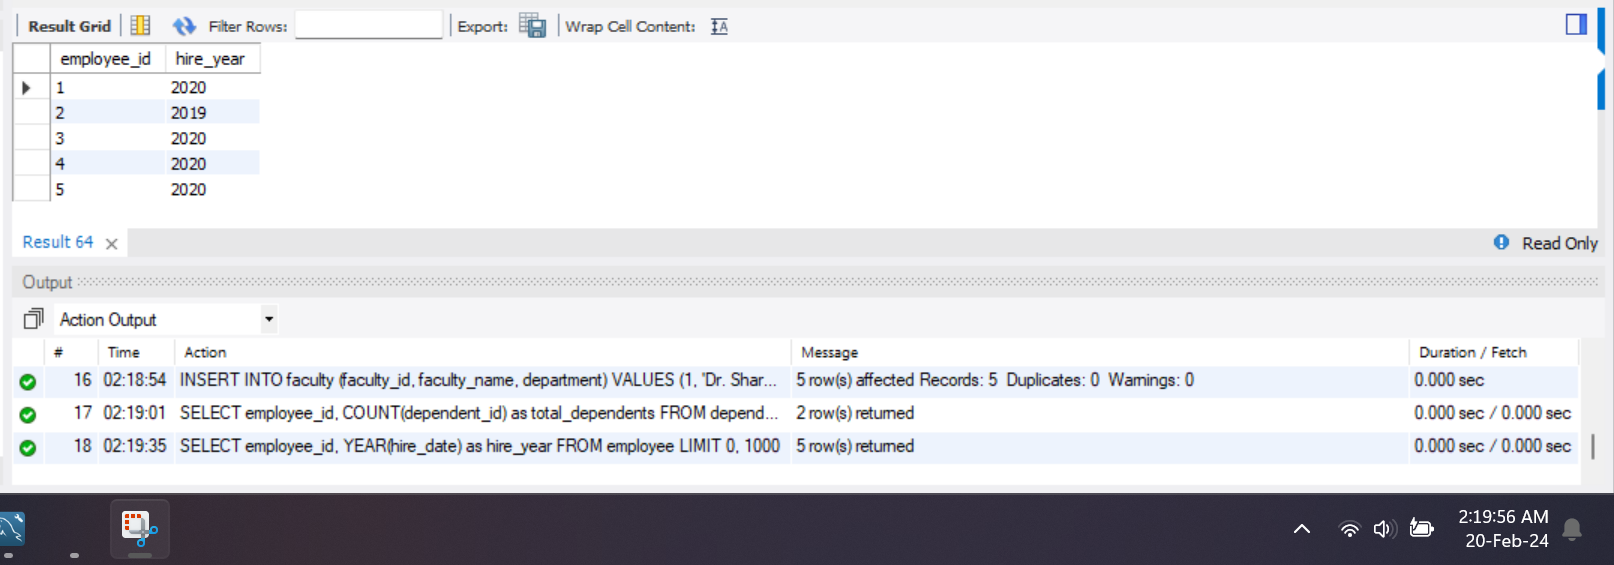 Result Grid Filter Rows: Export: Wrap Cell Content: IA
employee_id hire_year
1 2020
2 2019
3 2020
4 2020
5 2020
Result 64 Read Only
Output
Action Output
# Time Action Message Duration / Fetch
16 02:18:54 INSERT INTO faculty (faculty_id, faculty_name, department) VALUES (1, 'Dr. Shar... 5 row(s) affected Records: 5 Duplicates: 0 Warnings: 0 0.000 sec
17 02:19:01 SELECT employee_id, COUNT(dependent_id) as total_dependents FROM depend... 2 row(s) returned 0.000 sec / 0.000 sec
18 02:19:35 SELECT employee_id, YEAR(hire_date) as hire_year FROM employee LIMIT 0, 1000 5 row(s) returned 0.000 sec / 0.000 sec
2:19:56 AM
20-Feb-24